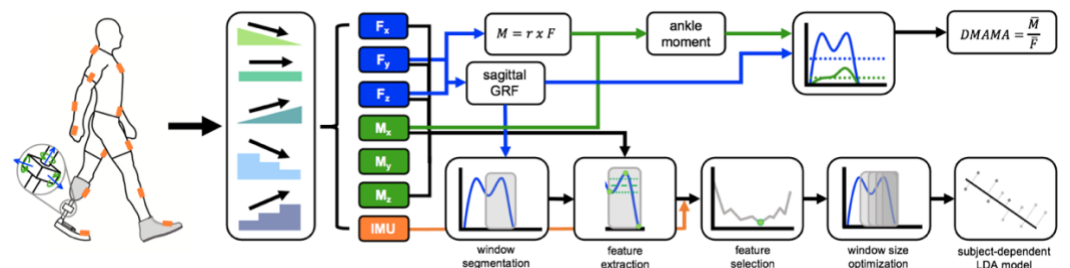 Fx
Fy
Fz
Mx
My
Mz
IMU
M = r x F
sagittal
GRF
ankle
moment
DMAMA = M̅/F̅
window
segmentation
feature
extraction
feature
selection
window size
optimization
subject-dependent
LDA model